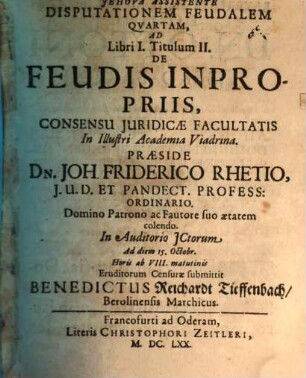 JEHOVA ASSISTENTE
DISPUTATIONEM FEUDALEM
QVARTAM,
AD
Libri I. Titulum II.
DE
FEUDIS INPRO-
PRIIS,
CONSENSU JURIDICÆ FACULTATIS
In Illustri Academia Viadrina.
PRÆSIDE
DN. JOH. FRIDERICO RHETIO,
J. U. D. ET PANDECT. PROFESS:
ORDINARIO.
Domino Patrono ac Fautore suo ætatem
colendo.
In Auditorio JCtorum
Ad diem 15. Octobr.
Horis ab VIII. matutinis
Eruditorum Censuræ submittit
BENEDICTUS Reichardt Tieffenbach/
Berolinensis Marchicus.
Francofurti ad Oderam,
Literis CHRISTOPHORI ZEITLERI,
M. DC. LXX.